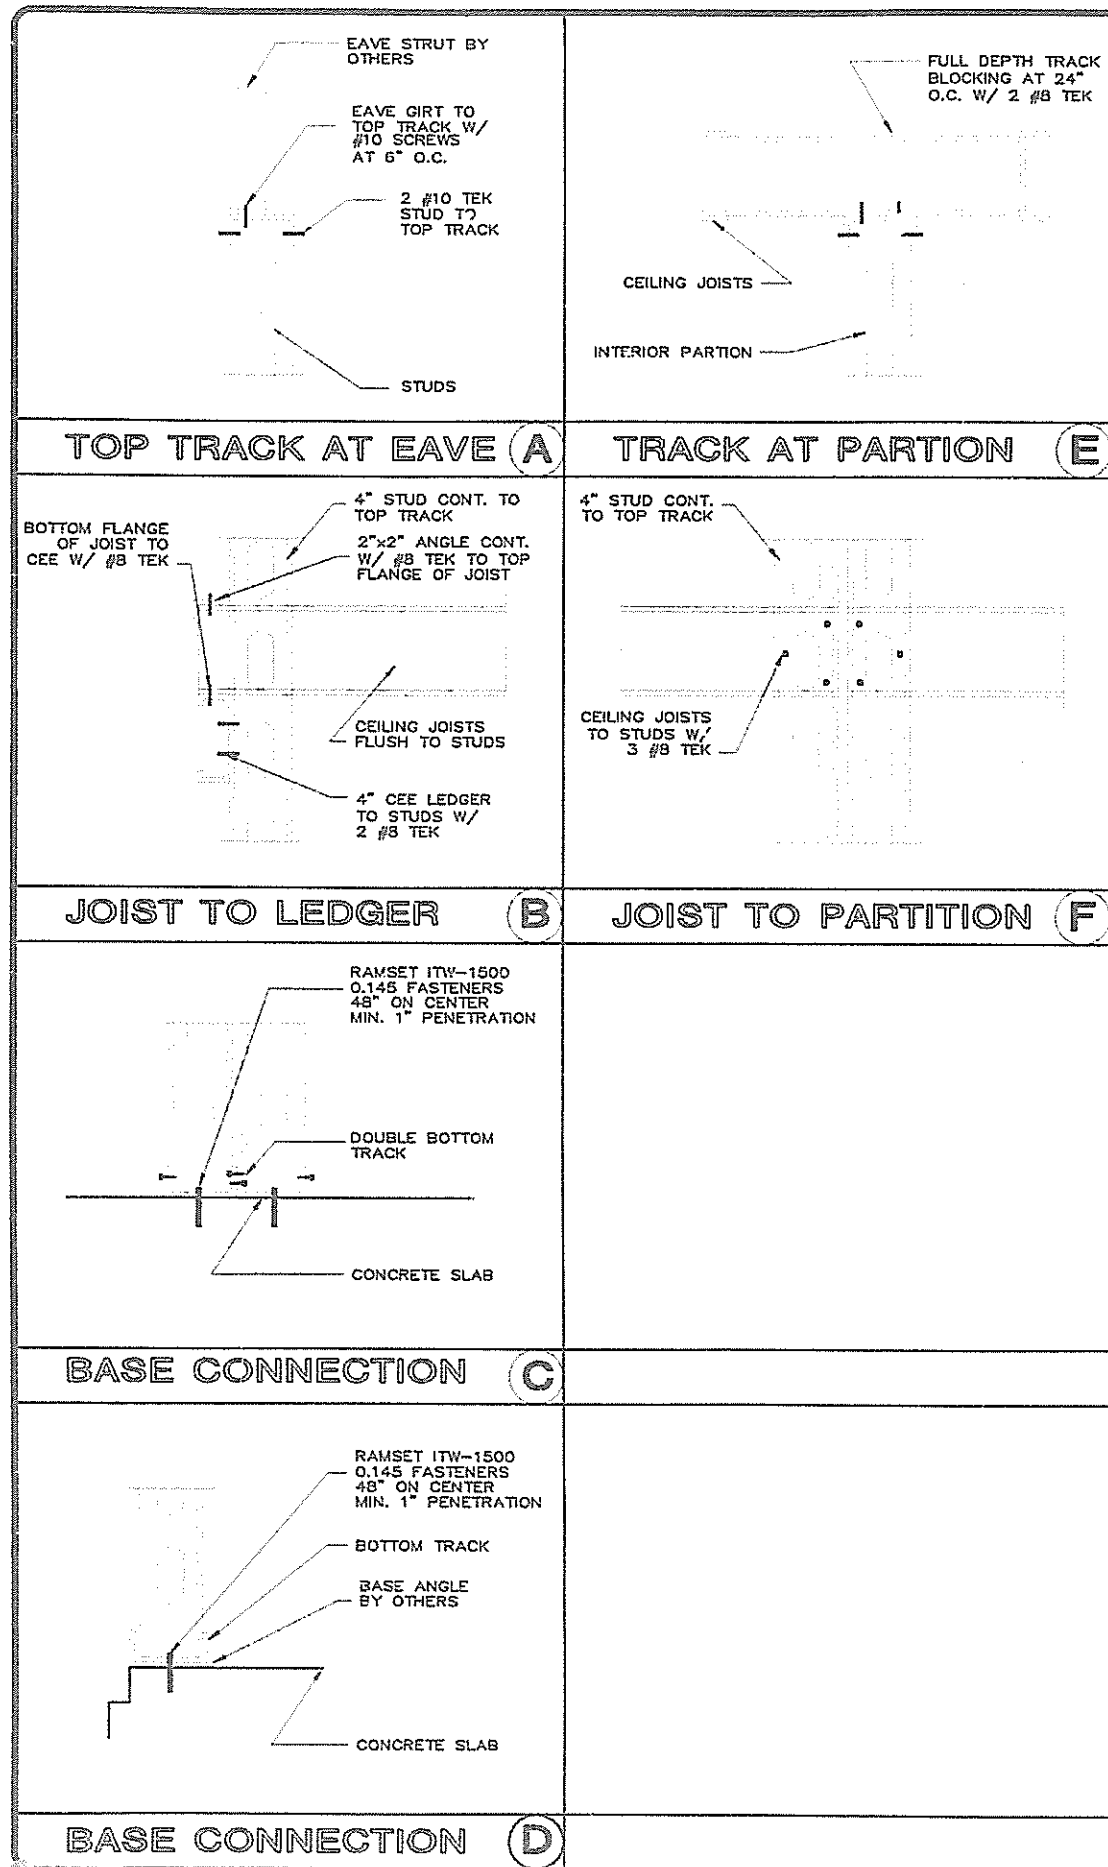 EAVE STRUT BY
OTHERS
EAVE GIRT TO
TOP TRACK W/
#10 SCREWS
AT 6" O.C.
2 #10 TEK
STUD TO
TOP TRACK
STUDS
TOP TRACK AT EAVE A
FULL DEPTH TRACK
BLOCKING AT 24"
O.C. W/ 2 #8 TEK
CEILING JOISTS
INTERIOR PARTION
TRACK AT PARTION E
BOTTOM FLANGE
OF JOIST TO
CEE W/ #8 TEK
4" STUD CONT. TO
TOP TRACK
2"x2" ANGLE CONT.
W/ #8 TEK TO TOP
FLANGE OF JOIST
CEILING JOISTS
FLUSH TO STUDS
4" CEE LEDGER
TO STUDS W/
2 #8 TEK
JOIST TO LEDGER B
4" STUD CONT.
TO TOP TRACK
CEILING JOISTS
TO STUDS W/
3 #8 TEK
JOIST TO PARTITION F
RAMSET ITW-1500
0.145 FASTENERS
48" ON CENTER
MIN. 1" PENETRATION
DOUBLE BOTTOM
TRACK
CONCRETE SLAB
BASE CONNECTION C
RAMSET ITW-1500
0.145 FASTENERS
48" ON CENTER
MIN. 1" PENETRATION
BOTTOM TRACK
BASE ANGLE
BY OTHERS
CONCRETE SLAB
BASE CONNECTION D